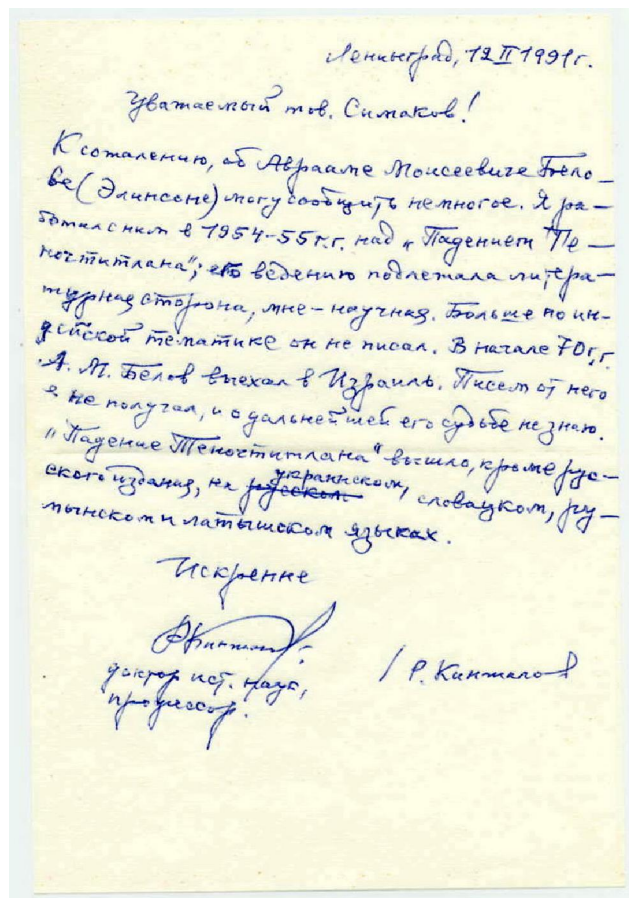 Ленинград, 12 II 1991 г.
Уважаемый тов. Симаков!
К сожалению, об Аврааме Моисеевиче Бело-
ве (Элинсоне) могу сообщить немногое. Я ра-
ботал с ним в 1954-55 г.г. над „Падением Те-
ночтитлана“; его ведению подлежала литера-
турная сторона, мне – научная. Больше по ин-
дейской тематике он не писал. В начале 70 г.г.
А. М. Белов выехал в Израиль. Писем от него
я не получал, и о дальнейшей его судьбе не знаю.
„Падение Теночтитлана“ вышло, кроме рус-
ского издания, на русском украинском, словацком, ру-
мынском и латышском языках.
Искренне
Р Кинжалов
доктор ист. наук, / Р. Кинжалов
профессор.